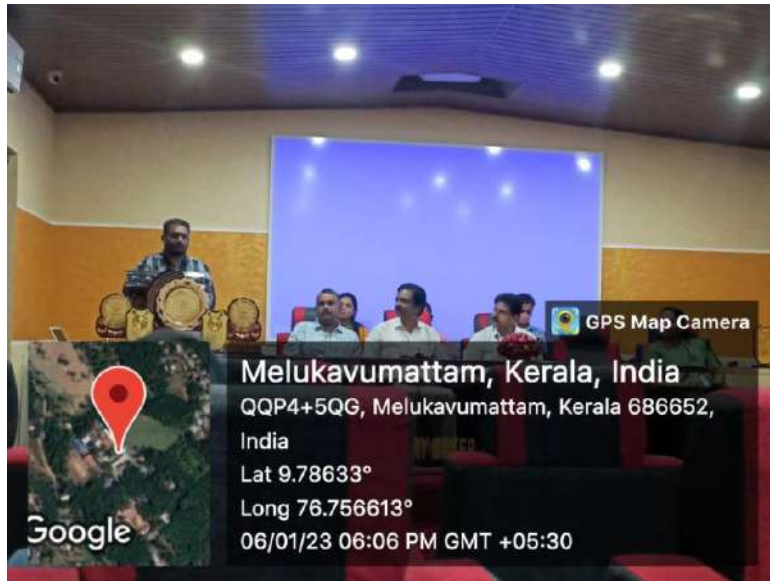 GPS Map Camera
Melukavumattam, Kerala, India
QQP4+5QG, Melukavumattam, Kerala 686652,
India
Lat 9.78633°
Long 76.756613°
06/01/23 06:06 PM GMT +05:30
Google